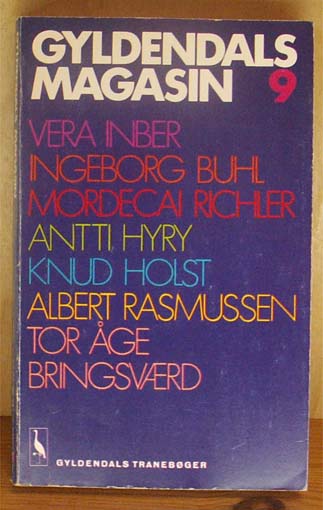 GYLDENDALS
MAGASIN 9
VERA INBER
INGEBORG BUHL
MORDECAI RICHLER
ANTTI HYRY
KNUD HOLST
ALBERT RASMUSSEN
TOR ÅGE
BRINGSVÆRD
GYLDENDALS TRANEBØGER